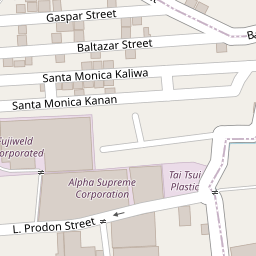 Gaspar Street
Baltazar Street
Ba
Santa Monica Kaliwa
Santa Monica Kanan
Fujiweld
Corporated
Alpha Supreme
Corporation
Tai Tsui
Plastic
L. Prodon Street